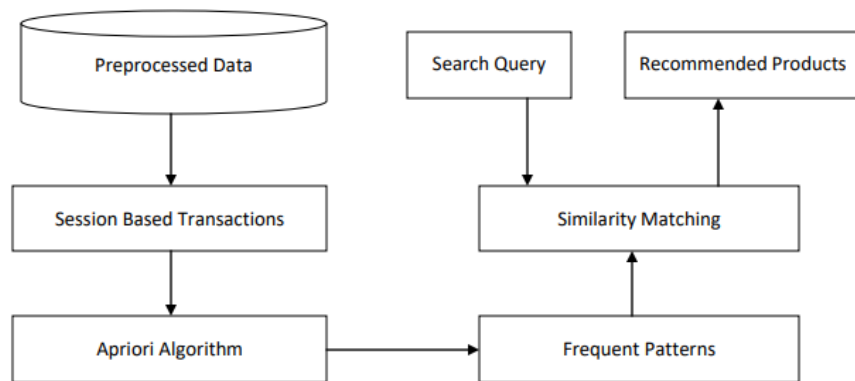 Preprocessed Data
Search Query
Recommended Products
Session Based Transactions
Similarity Matching
Apriori Algorithm
Frequent Patterns